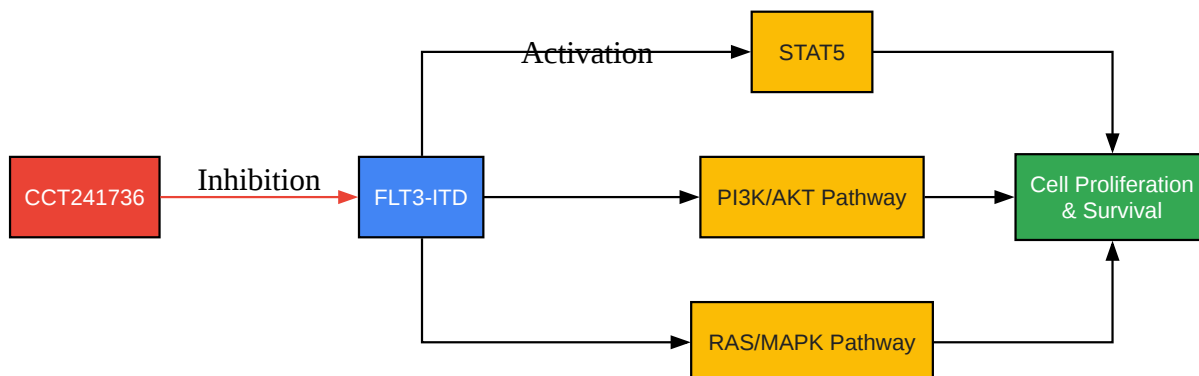 Activation
STAT5
CCT241736
Inhibition
FLT3-ITD
PI3K/AKT Pathway
Cell Proliferation
& Survival
RAS/MAPK Pathway